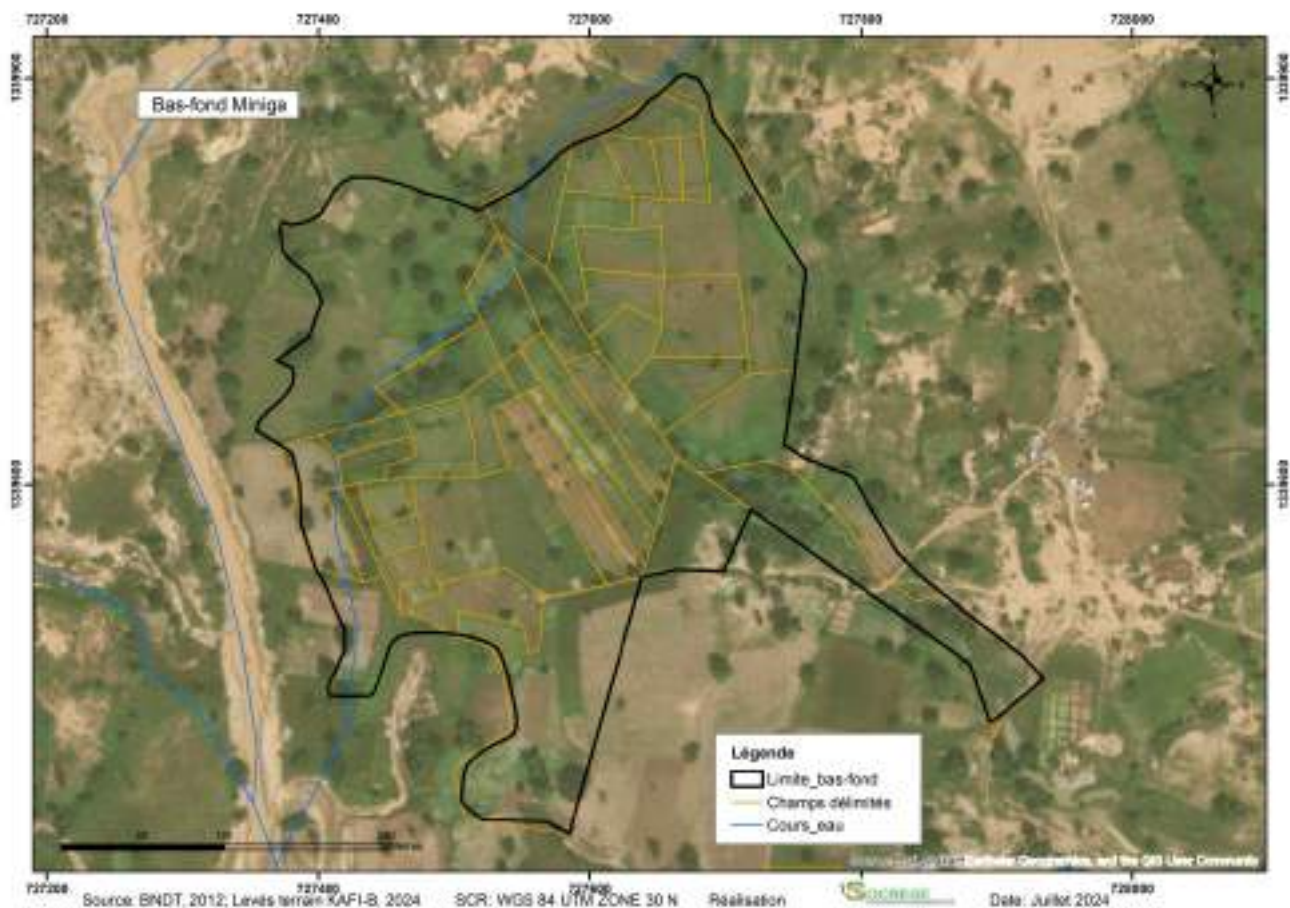 727200 727400 727600 727800 728000
1339900 1339900
Bas-fond Miniga
1339600 1339600
Légende
Limite_bas-fond
Champs délimités
Cours_eau
Earthstar Geographics, and the GIS User Community
727200 727400 727600 727800 728000
Source: BNDT, 2012; Levés terrain KAFI-B, 2024 SCR: WGS 84 UTM ZONE 30 N Réalisation SOCREGE Date: Juillet 2024